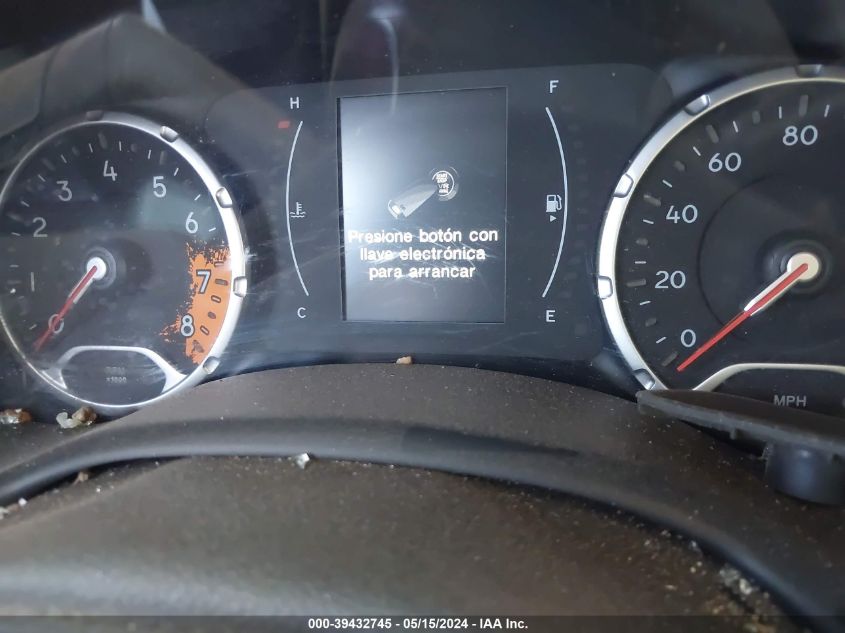 H
F
Presione botón con
llave electrónica
para arrancar
C
E
0
1
2
3
4
5
6
7
8
0
20
40
60
80
MPH
000-39432745 - 05/15/2024 - IAA Inc.